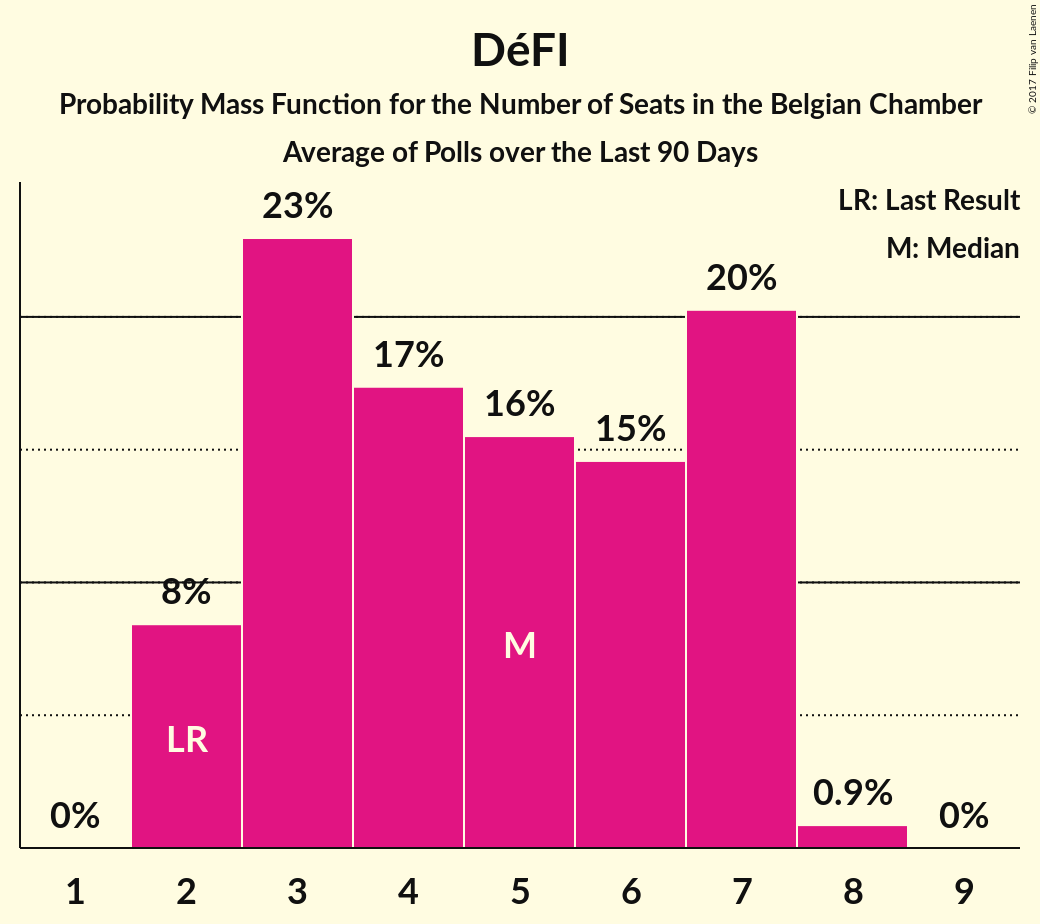 DéFI
Probability Mass Function for the Number of Seats in the Belgian Chamber
Average of Polls over the Last 90 Days
© 2017 Filip van Laenen
LR: Last Result
M: Median
23%
20%
17%
16%
15%
8%
M
LR
0%
0.9%
0%
1 2 3 4 5 6 7 8 9